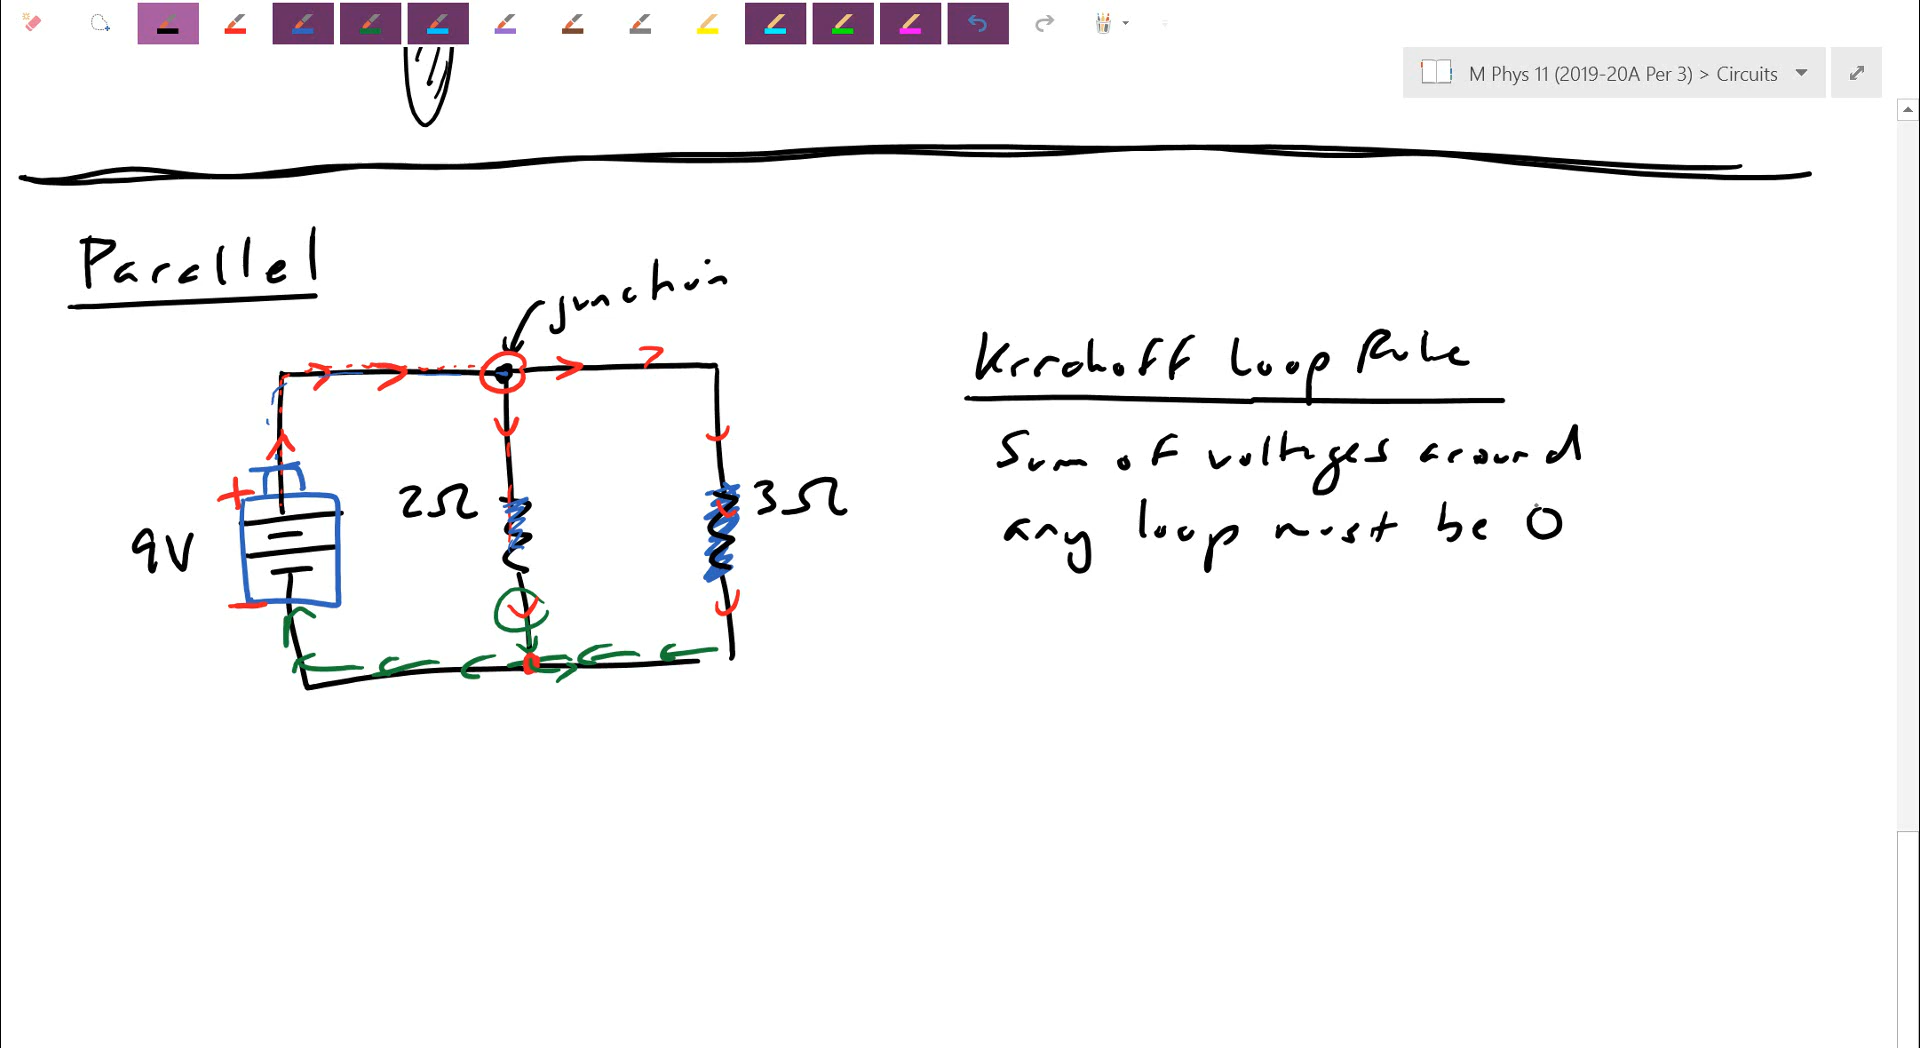 M Phys 11 (2019-20A Per 3) > Circuits
Parallel
junction
Kirchoff Loop Rule
Sum of voltages around
any loop must be 0
+
9V
2Ω
3Ω